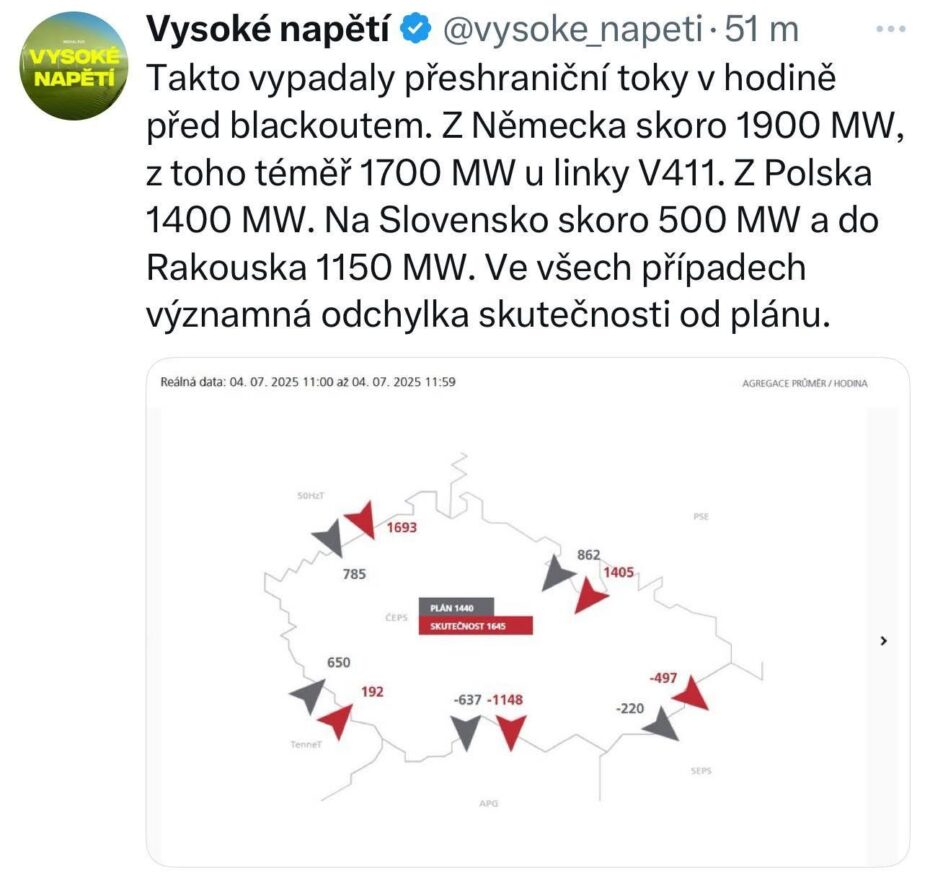 VYSOKÉ
NAPĚTÍ
Vysoké napětí @vysoke_napeti · 51 m
Takto vypadaly přeshraniční toky v hodině
před blackoutem. Z Německa skoro 1900 MW,
z toho téměř 1700 MW u linky V411. Z Polska
1400 MW. Na Slovensko skoro 500 MW a do
Rakouska 1150 MW. Ve všech případech
významná odchylka skutečnosti od plánu.
Reálná data: 04. 07. 2025 11:00 až 04. 07. 2025 11:59
AGREGACE PRŮMĚR / HODINA
50HzT
PSE
1693
785
862
1405
ČEPS
PLÁN 1440
SKUTEČNOST 1645
650
192
-637
-1148
-497
-220
TenneT
SEPS
APG